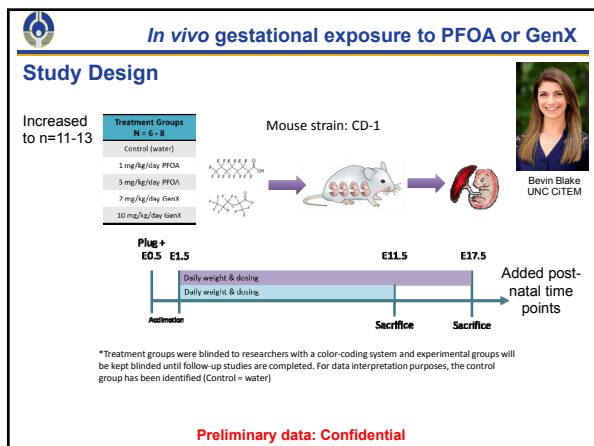 In vivo gestational exposure to PFOA or GenX
Study Design
Increased
to n=11-13
Treatment Groups
N = 6 - 8
Control (water)
1 mg/kg/day PFOA
5 mg/kg/day PFOA
2 mg/kg/day GenX
10 mg/kg/day GenX
Mouse strain: CD-1
OH
Bevin Blake
UNC CiTEM
Plug +
E0.5
E1.5
E11.5
E17.5
Daily weight & dosing
Daily weight & dosing
Added post-
natal time
points
Acclimation
Sacrifice
Sacrifice
*Treatment groups were blinded to researchers with a color-coding system and experimental groups will
be kept blinded until follow-up studies are completed. For data interpretation purposes, the control
group has been identified (Control = water)
Preliminary data: Confidential